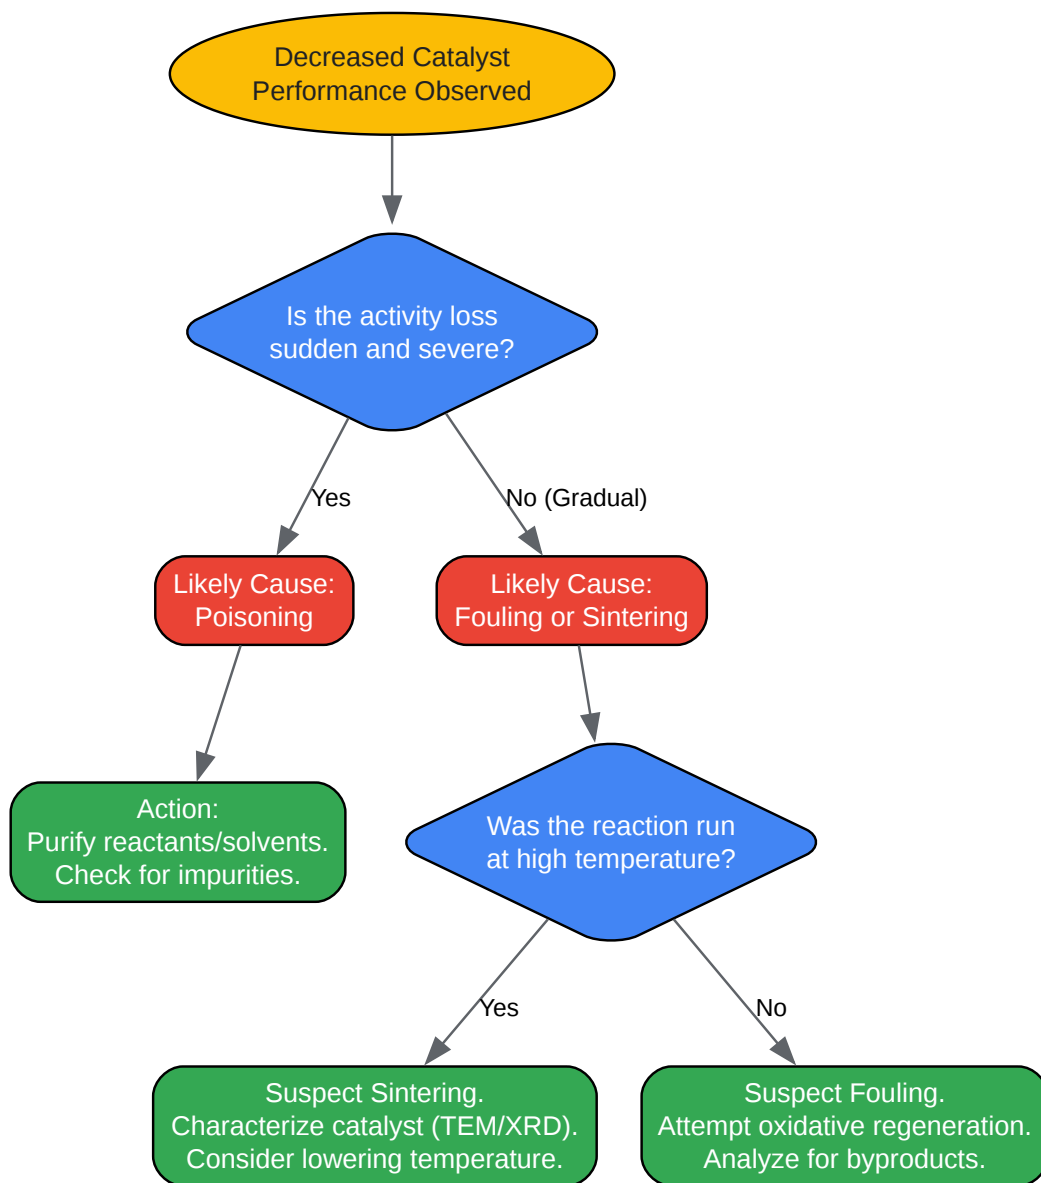 Decreased Catalyst
Performance Observed
Is the activity loss
sudden and severe?
Yes
No (Gradual)
Likely Cause:
Poisoning
Likely Cause:
Fouling or Sintering
Action:
Purify reactants/solvents.
Check for impurities.
Was the reaction run
at high temperature?
Yes
No
Suspect Sintering.
Characterize catalyst (TEM/XRD).
Consider lowering temperature.
Suspect Fouling.
Attempt oxidative regeneration.
Analyze for byproducts.